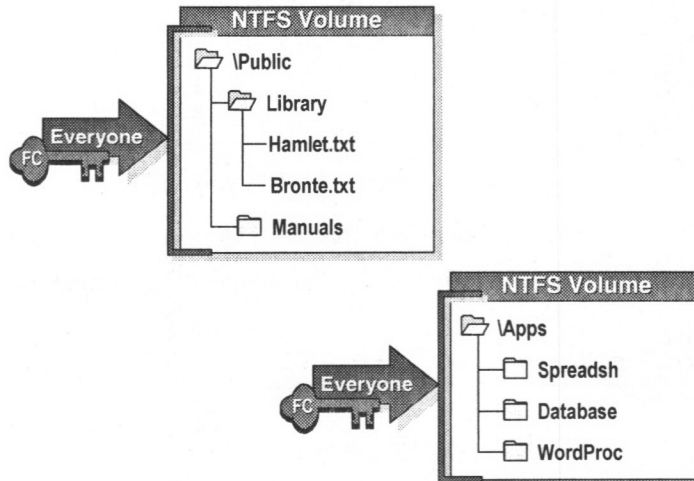 NTFS Volume
\Public
Library
Everyone
FC
Hamlet.txt
Bronte.txt
Manuals
NTFS Volume
\Apps
Spreadsh
Everyone
FC
Database
WordProc